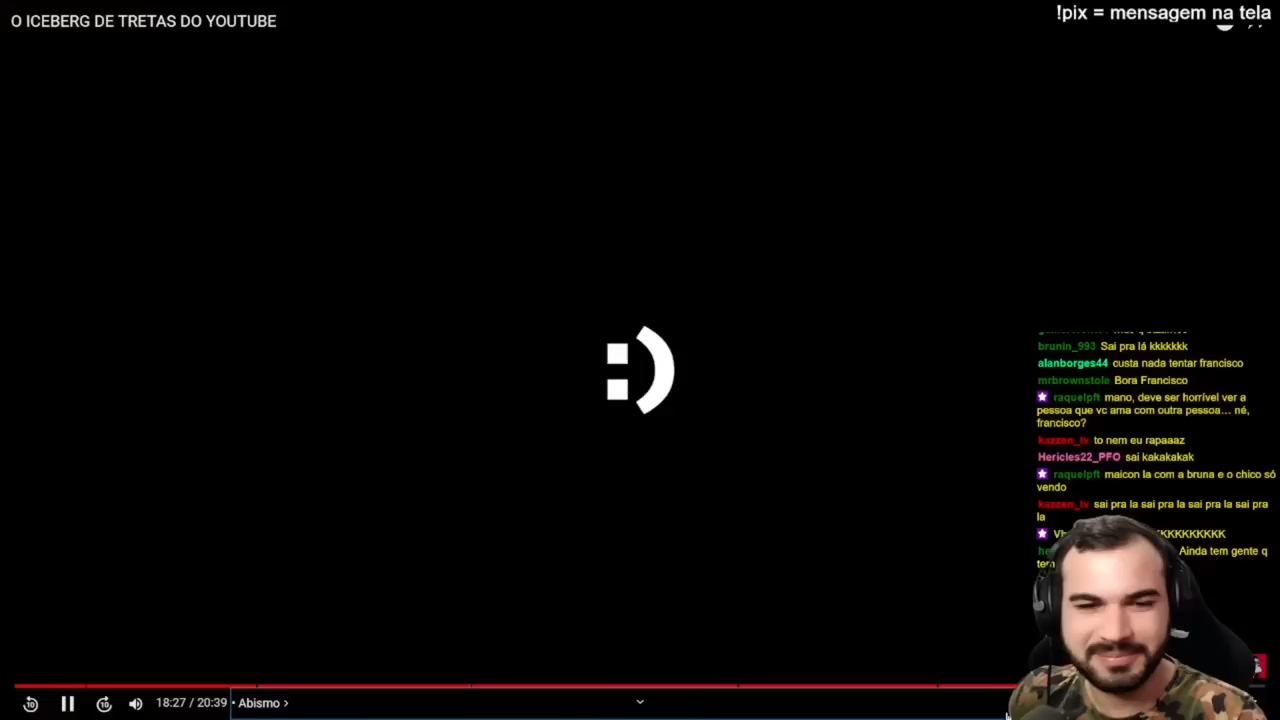 O ICEBERG DE TRETAS DO YOUTUBE
!pix = mensagem na tela
:)
brunin_993 Sai pra lá kkkkkkk
alanborges44 custa nada tentar francisco
mrbrownstole Bora Francisco
raquelpft mano, deve ser horrível ver a
pessoa que vc ama com outra pessoa... né,
francisco?
kazzen_tv to nem eu rapaaaz
Hericles22_PFO sai kakakakak
raquelpft maicon la com a bruna e o chico só
vendo
kazzen_tv sai pra la sai pra la sai pra la sai pra
la
Ainda tem gente q
tem
10
10
18:27 / 20:39 • Abismo ›